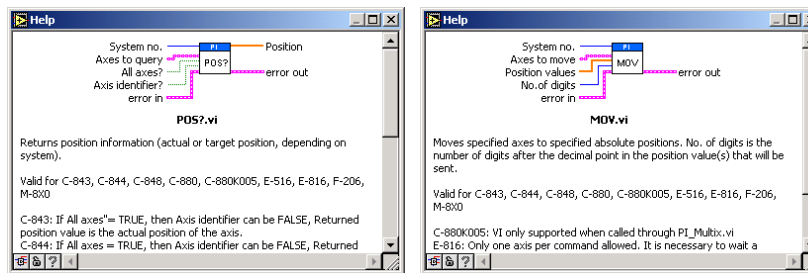 Help
System no.
Axes to query
All axes?
Axis identifier?
error in
PI
POS?
Position
error out
POS?.vi
Returns position information (actual or target position, depending on
system).
Valid for C-843, C-844, C-848, C-880, C-880K005, E-516, E-816, F-206,
M-8X0
C-843: If All axes"= TRUE, then Axis identifier can be FALSE, Returned
position value is the actual position of the axis.
C-844: If All axes = TRUE, then Axis identifier can be FALSE, Returned
?
Help
System no.
Axes to move
Position values
No.of digits
error in
PI
MOV
error out
MOV.vi
Moves specified axes to specified absolute positions. No. of digits is the
number of digits after the decimal point in the position value(s) that will be
sent.
Valid for C-843, C-844, C-848, C-880, C-880K005, E-516, E-816, F-206,
M-8X0
C-880K005: VI only supported when called through PI_Multix.vi
E-816: Only one axis per command allowed. It is necessary to wait a
?